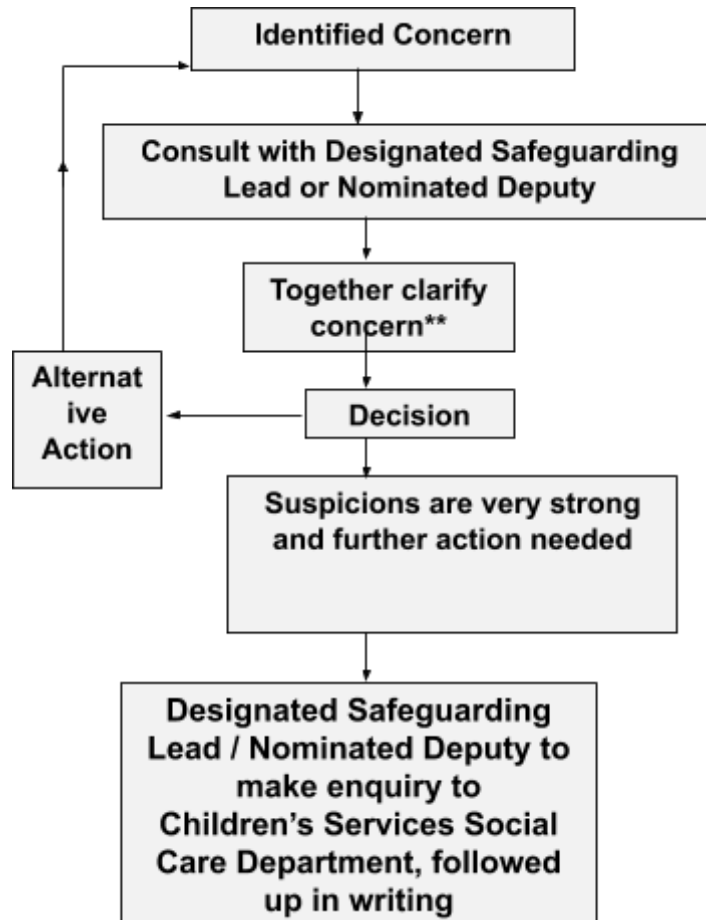 Identified Concern
Consult with Designated Safeguarding
Lead or Nominated Deputy
Together clarify
concern**
Alternat
ive
Action
Decision
Suspicions are very strong
and further action needed
Designated Safeguarding
Lead / Nominated Deputy to
make enquiry to
Children’s Services Social
Care Department, followed
up in writing